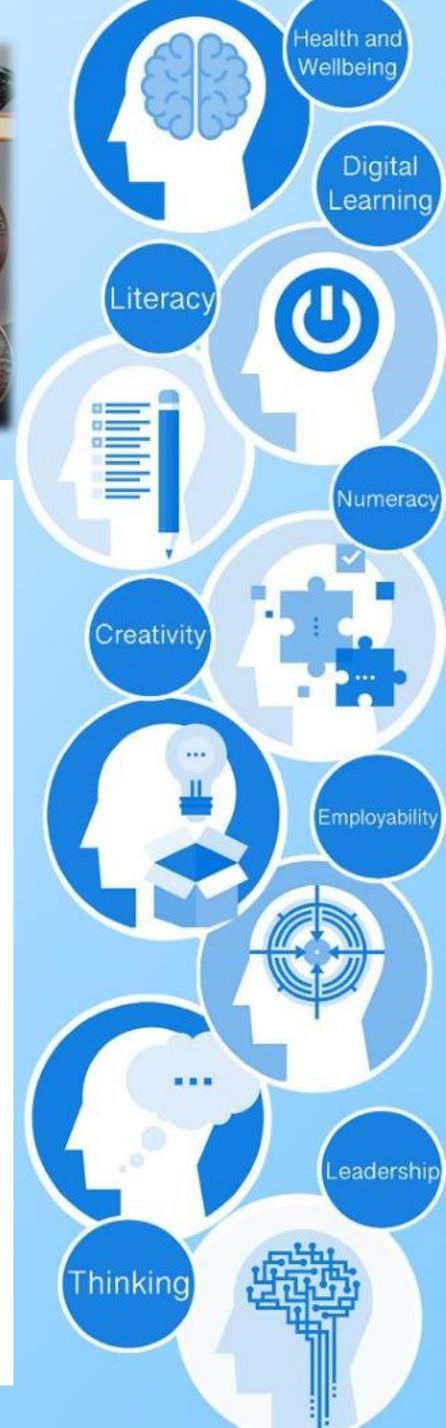 Health and
Wellbeing
Digital
Learning
Literacy
Numeracy
Creativity
Employability
Leadership
Thinking